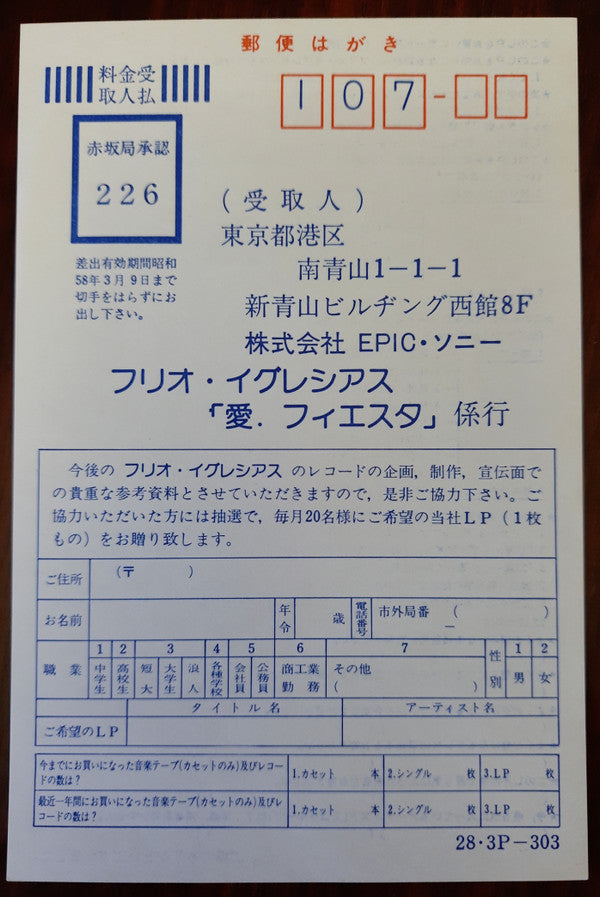 郵便はがき
料金受
取人払
107-
赤坂局承認
226
差出有効期間昭和
58年3月9日まで
切手をはらずにお
出し下さい。
(受取人)
東京都港区
南青山1−1−1
新青山ビルヂング西館8F
株式会社 EPIC・ソニー
フリオ・イグレシアス
「愛．フィエスタ」係行
今後の フリオ・イグレシアス のレコードの企画，制作，宣伝面で
の貴重な参考資料とさせていただきますので，是非ご協力下さい。ご
協力いただいた方には抽選で，毎月20名様にご希望の当社LP（1枚
もの）をお贈り致します。
ご住所 (〒 )
お名前 年令 歳 電話番号 市外局番 ( ) −
職業 1 中学生 2 高校生 3 短大 大学生 浪人 4 各種学校 5 会社員 公務員 6 商工業 勤務 7 その他 ( ) 性別 1 男 2 女
ご希望のLP タイトル名 アーティスト名
今までにお買いになった音楽テープ(カセットのみ)及びレコー
ドの数は？ 1.カセット 本 2.シングル 枚 3.LP 枚
最近一年間にお買いになった音楽テープ(カセットのみ)及びレ
コードの数は？ 1.カセット 本 2.シングル 枚 3.LP 枚
28・3P−303